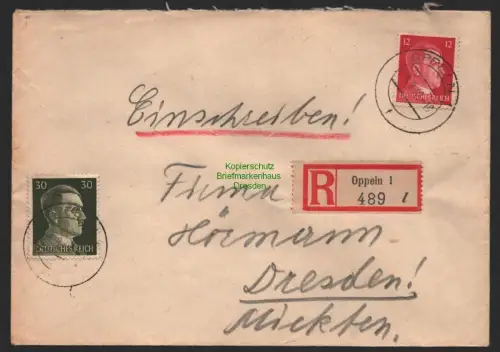 12 12
DEUTSCHES REICH
Einschreiben!
Kopierschutz
Briefmarkenhaus
Dresden
R Oppeln 1
489 l
30 30
DEUTSCHES REICH
Firma
Hörmann
Dresden!
Mickten.